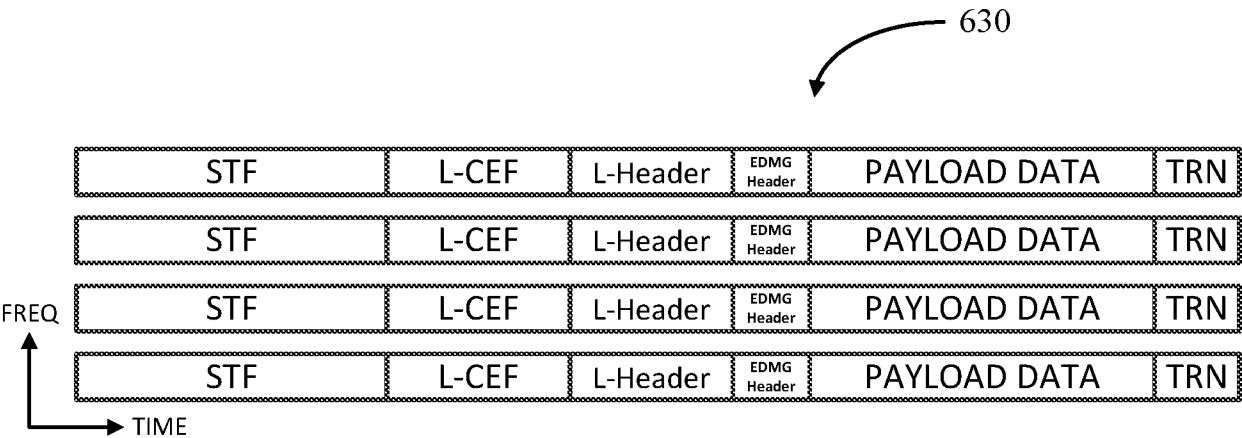 630
STF L-CEF L-Header EDMG Header PAYLOAD DATA TRN
STF L-CEF L-Header EDMG Header PAYLOAD DATA TRN
STF L-CEF L-Header EDMG Header PAYLOAD DATA TRN
FREQ
STF L-CEF L-Header EDMG Header PAYLOAD DATA TRN
TIME